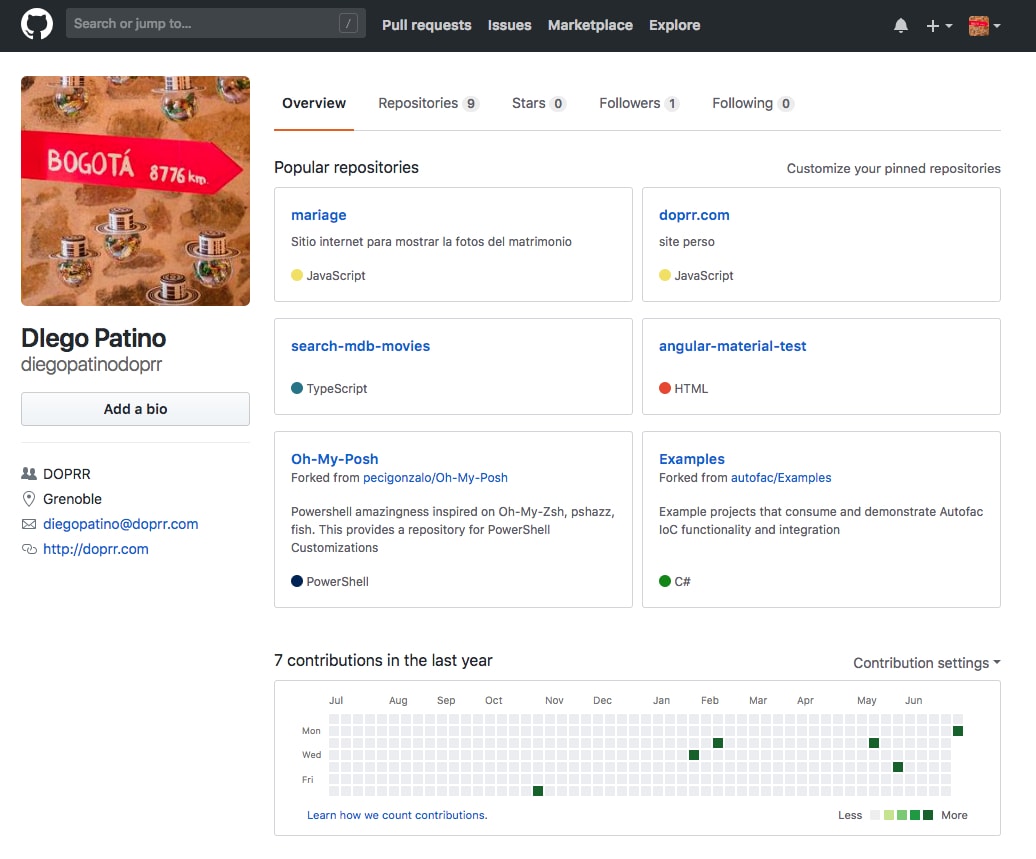 Search or jump to...
/
Pull requests Issues Marketplace Explore
BOGOTÁ 8776 km.
DIego Patino
diegopatinodoprr
Add a bio
DOPRR
Grenoble
diegopatino@doprr.com
http://doprr.com
Overview Repositories 9 Stars 0 Followers 1 Following 0
Popular repositories
Customize your pinned repositories
mariage
Sitio internet para mostrar la fotos del matrimonio
JavaScript
doprr.com
site perso
JavaScript
search-mdb-movies
TypeScript
angular-material-test
HTML
Oh-My-Posh
Forked from pecigonzalo/Oh-My-Posh
Powershell amazingness inspired on Oh-My-Zsh, pshazz,
fish. This provides a repository for PowerShell
Customizations
PowerShell
Examples
Forked from autofac/Examples
Example projects that consume and demonstrate Autofac
IoC functionality and integration
C#
7 contributions in the last year
Contribution settings
Jul Aug Sep Oct Nov Dec Jan Feb Mar Apr May Jun
Mon
Wed
Fri
Learn how we count contributions.
Less More